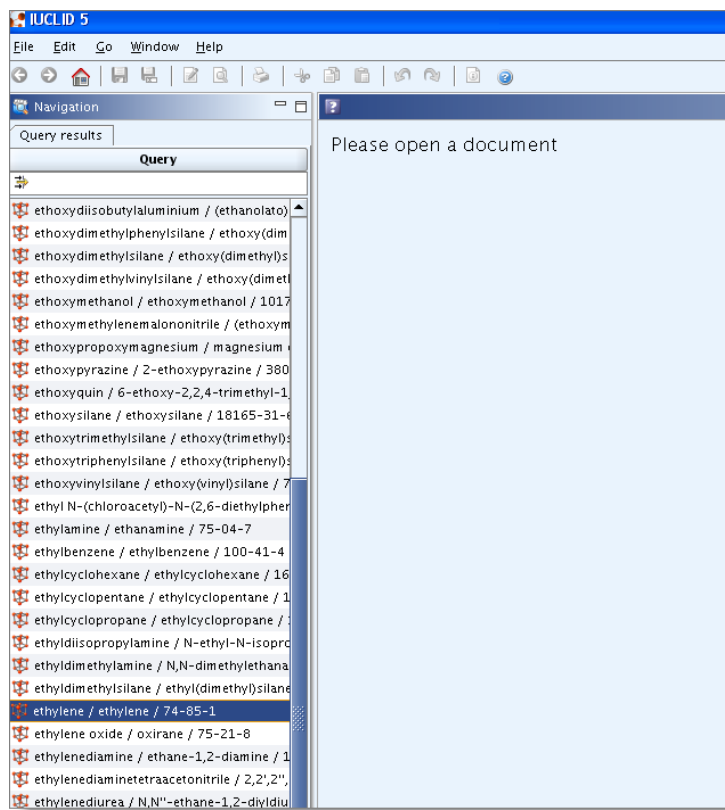 IUCLID 5
File Edit Go Window Help
Navigation
Query results
Please open a document
Query
ethoxydiisobutylaluminium / (ethanolato)
ethoxydimethylphenylsilane / ethoxy(dim
ethoxydimethylsilane / ethoxy(dimethyl)s
ethoxydimethylvinylsilane / ethoxy(dimetl
ethoxymethanol / ethoxymethanol / 1017
ethoxymethylenemalononitrile / (ethoxym
ethoxypropoxymagnesium / magnesium
ethoxypyrazine / 2-ethoxypyrazine / 380
ethoxyquin / 6-ethoxy-2,2,4-trimethyl-1,
ethoxysilane / ethoxysilane / 18165-31-
ethoxytrimethylsilane / ethoxy(trimethyl)s
ethoxytriphenylsilane / ethoxy(triphenyl)s
ethoxyvinylsilane / ethoxy(vinyl)silane / 7
ethyl N-(chloroacetyl)-N-(2,6-diethylpher
ethylamine / ethanamine / 75-04-7
ethylbenzene / ethylbenzene / 100-41-4
ethylcyclohexane / ethylcyclohexane / 16
ethylcyclopentane / ethylcyclopentane / 1
ethylcyclopropane / ethylcyclopropane /
ethyldiisopropylamine / N-ethyl-N-isopro
ethyldimethylamine / N,N-dimethylethana
ethyldimethylsilane / ethyl(dimethyl)silane
ethylene / ethylene / 74-85-1
ethylene oxide / oxirane / 75-21-8
ethylenediamine / ethane-1,2-diamine / 1
ethylenediaminetetraacetonitrile / 2,2',2'',
ethylenediurea / N,N''-ethane-1,2-diyldiu